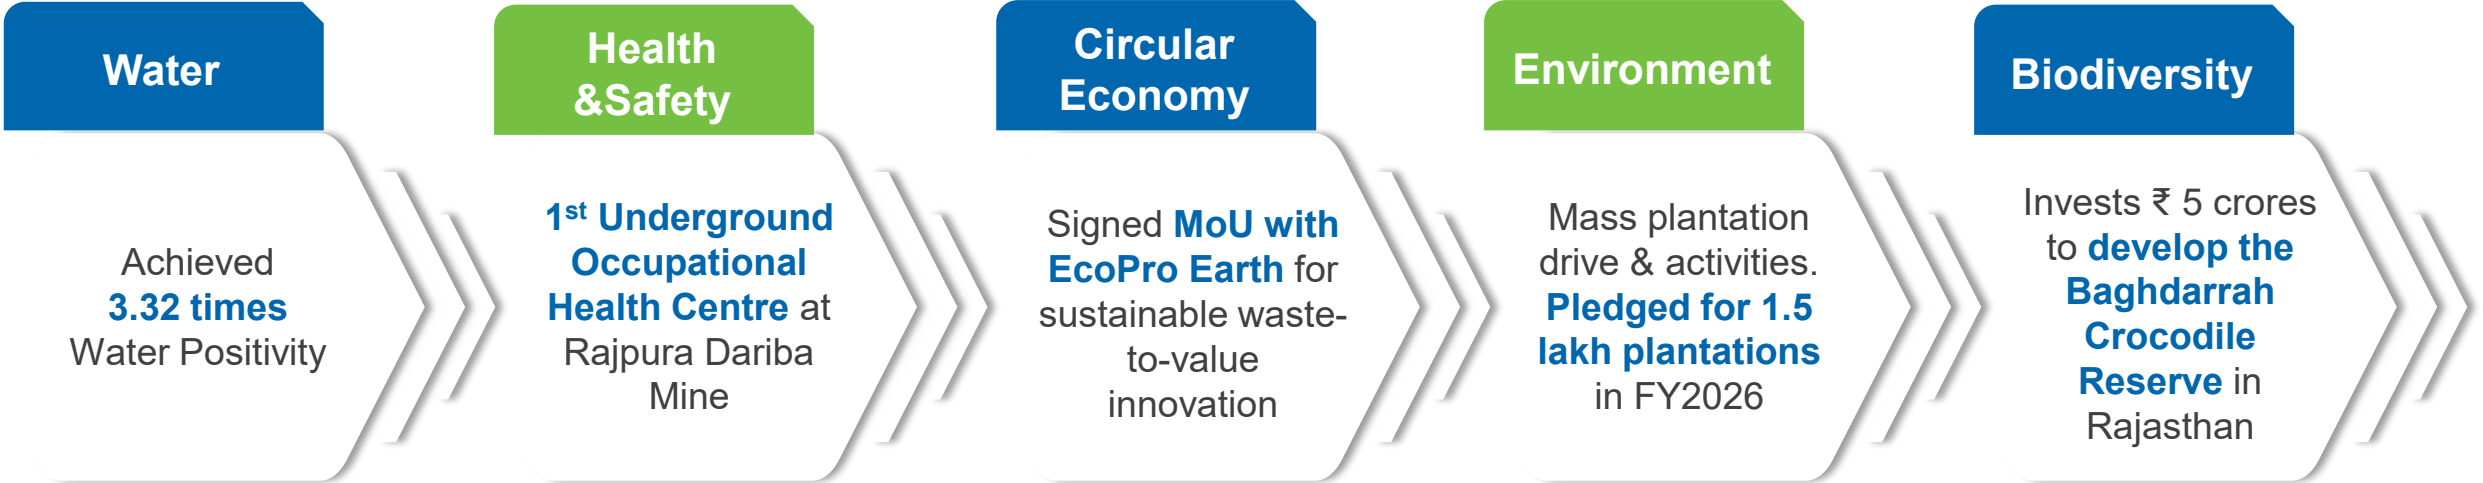 Water
Achieved
3.32 times
Water Positivity
Health
&Safety
1st Underground
Occupational
Health Centre at
Rajpura Dariba
Mine
Circular
Economy
Signed MoU with
EcoPro Earth for
sustainable waste-
to-value
innovation
Environment
Mass plantation
drive & activities.
Pledged for 1.5
lakh plantations
in FY2026
Biodiversity
Invests ₹ 5 crores
to develop the
Baghdarrah
Crocodile
Reserve in
Rajasthan